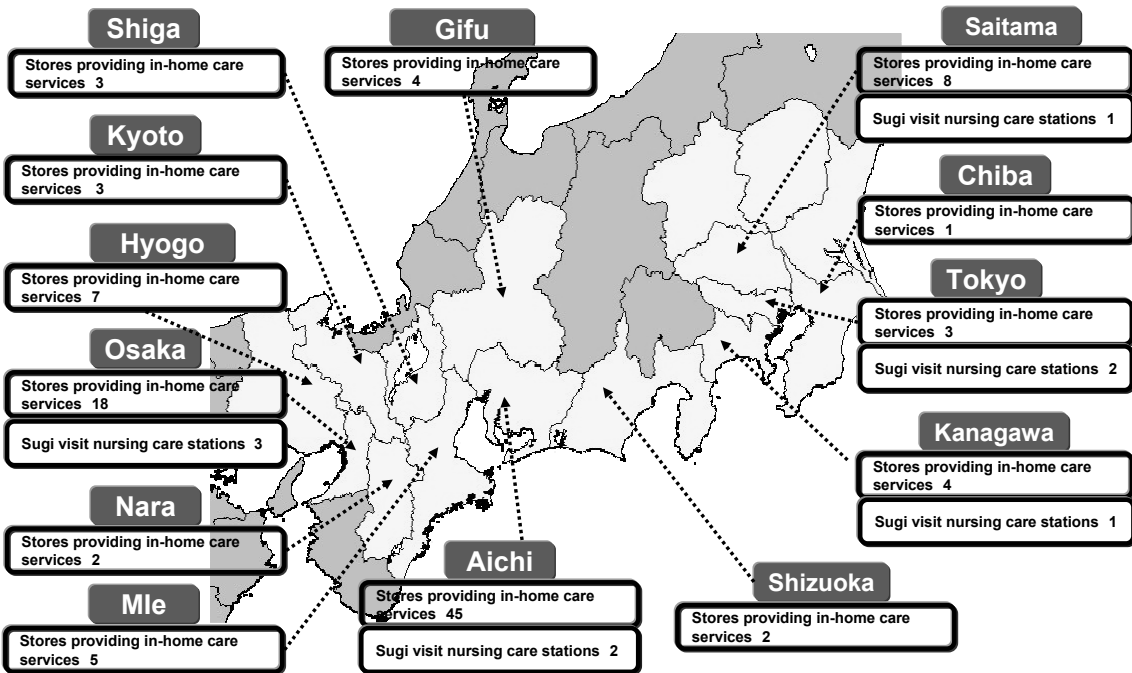 Shiga
Stores providing in-home care
services 3
Kyoto
Stores providing in-home care
services 3
Hyogo
Stores providing in-home care
services 7
Osaka
Stores providing in-home care
services 18
Sugi visit nursing care stations 3
Nara
Stores providing in-home care
services 2
MIe
Stores providing in-home care
services 5
Gifu
Stores providing in-home care
services 4
Aichi
Stores providing in-home care
services 45
Sugi visit nursing care stations 2
Shizuoka
Stores providing in-home care
services 2
Saitama
Stores providing in-home care
services 8
Sugi visit nursing care stations 1
Chiba
Stores providing in-home care
services 1
Tokyo
Stores providing in-home care
services 3
Sugi visit nursing care stations 2
Kanagawa
Stores providing in-home care
services 4
Sugi visit nursing care stations 1